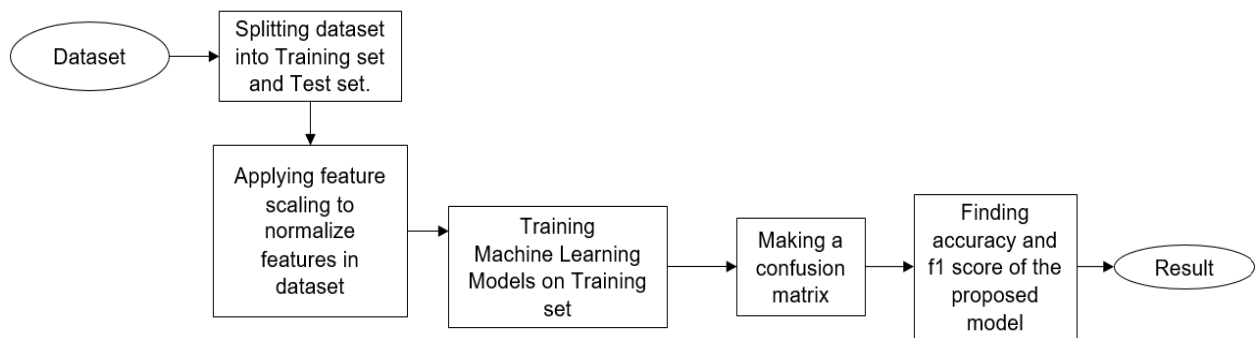 Dataset
Splitting dataset
into Training set
and Test set.
Applying feature
scaling to
normalize
features in
dataset
Training
Machine Learning
Models on Training
set
Making a
confusion
matrix
Finding
accuracy and
f1 score of the
proposed
model
Result